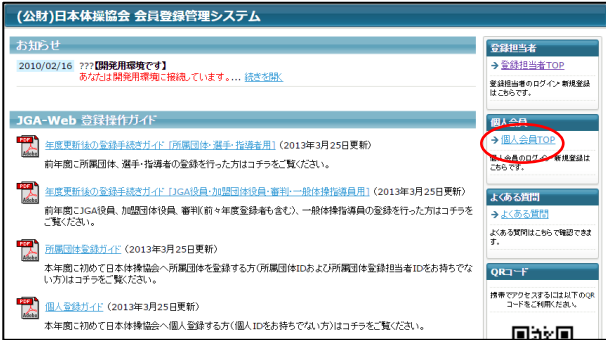 (公財)日本体操協会 会員登録管理システム
お知らせ
2010/02/16 ???【開発用環境です】
あなたは開発用環境に接続しています。... 続きを開く
JGA-Web 登録操作ガイド
年度更新後の登録手続きガイド [所属団体・選手・指導者用] (2013年3月25日更新)
前年度に所属団体、選手・指導者の登録を行った方はコチラをご覧ください。
年度更新後の登録手続きガイド [JGA役員・加盟団体役員・審判・一般体操指導員用] (2013年3月25日更新)
前年度にJGA役員、加盟団体役員、審判(前々年度登録者も含む)、一般体操指導員の登録を行った方はコチラを
ご覧ください。
所属団体登録ガイド (2013年3月25日更新)
本年度に初めて日本体操協会へ所属団体を登録する方(所属団体IDおよび所属団体登録担当者IDをお持ちでな
い方)はコチラをご覧ください。
個人登録ガイド (2013年3月25日更新)
本年度に初めて日本体操協会へ個人登録する方(個人IDをお持ちでない方)はコチラをご覧ください。
登録担当者
登録担当者TOP
登録担当者のログイン・新規登録
はこちらです。
個人会員
個人会員TOP
個人会員のログイン・新規登録は
こちらです。
よくある質問
よくある質問
よくある質問はこちらで確認できま
す。
QRコード
携帯でアクセスするには以下のQR
コードをご利用ください。